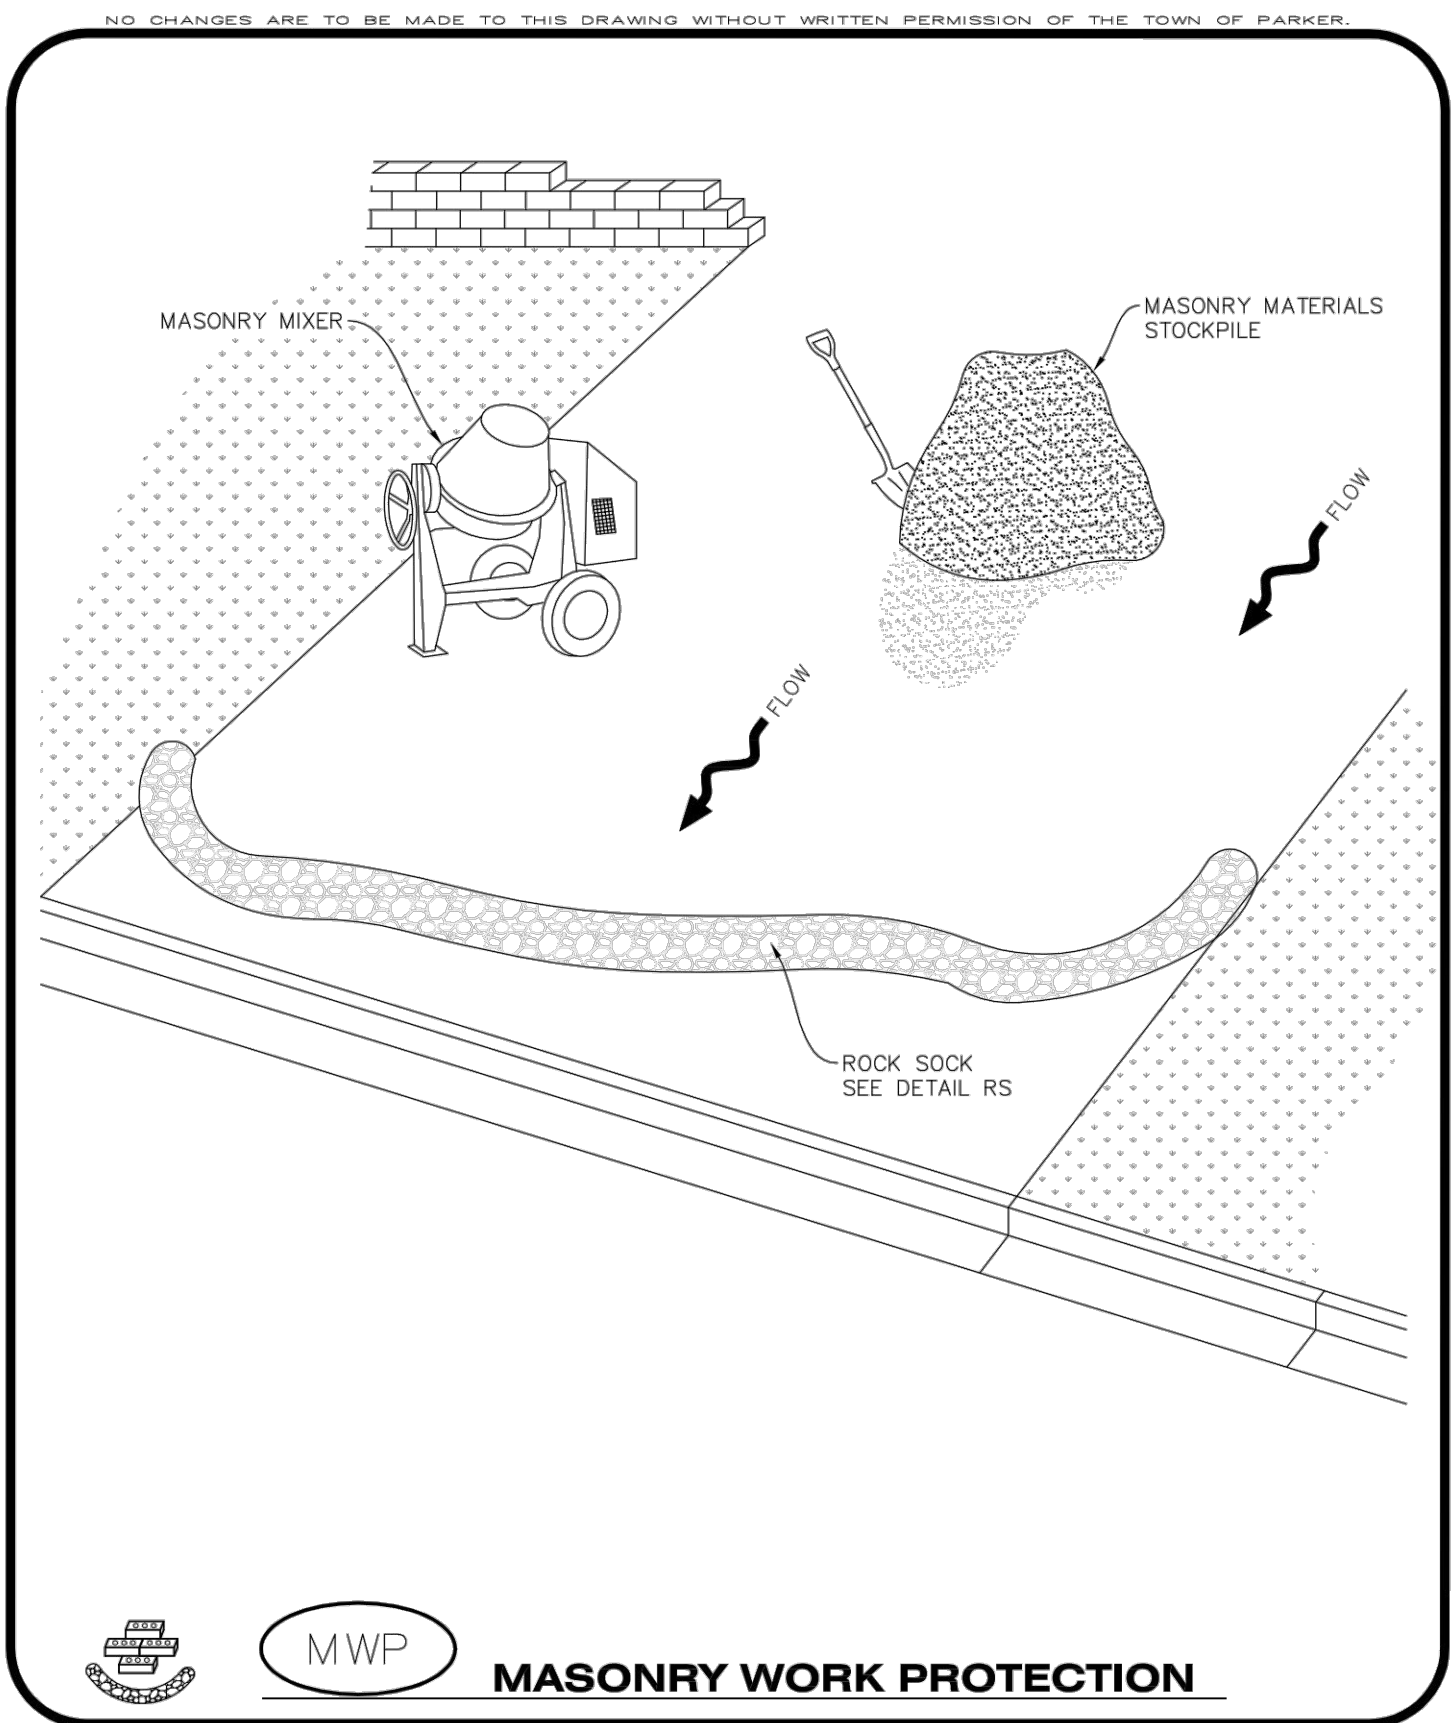 NO CHANGES ARE TO BE MADE TO THIS DRAWING WITHOUT WRITTEN PERMISSION OF THE TOWN OF PARKER.
MASONRY MIXER
MASONRY MATERIALS
STOCKPILE
FLOW
FLOW
ROCK SOCK
SEE DETAIL RS
MWP
MASONRY WORK PROTECTION